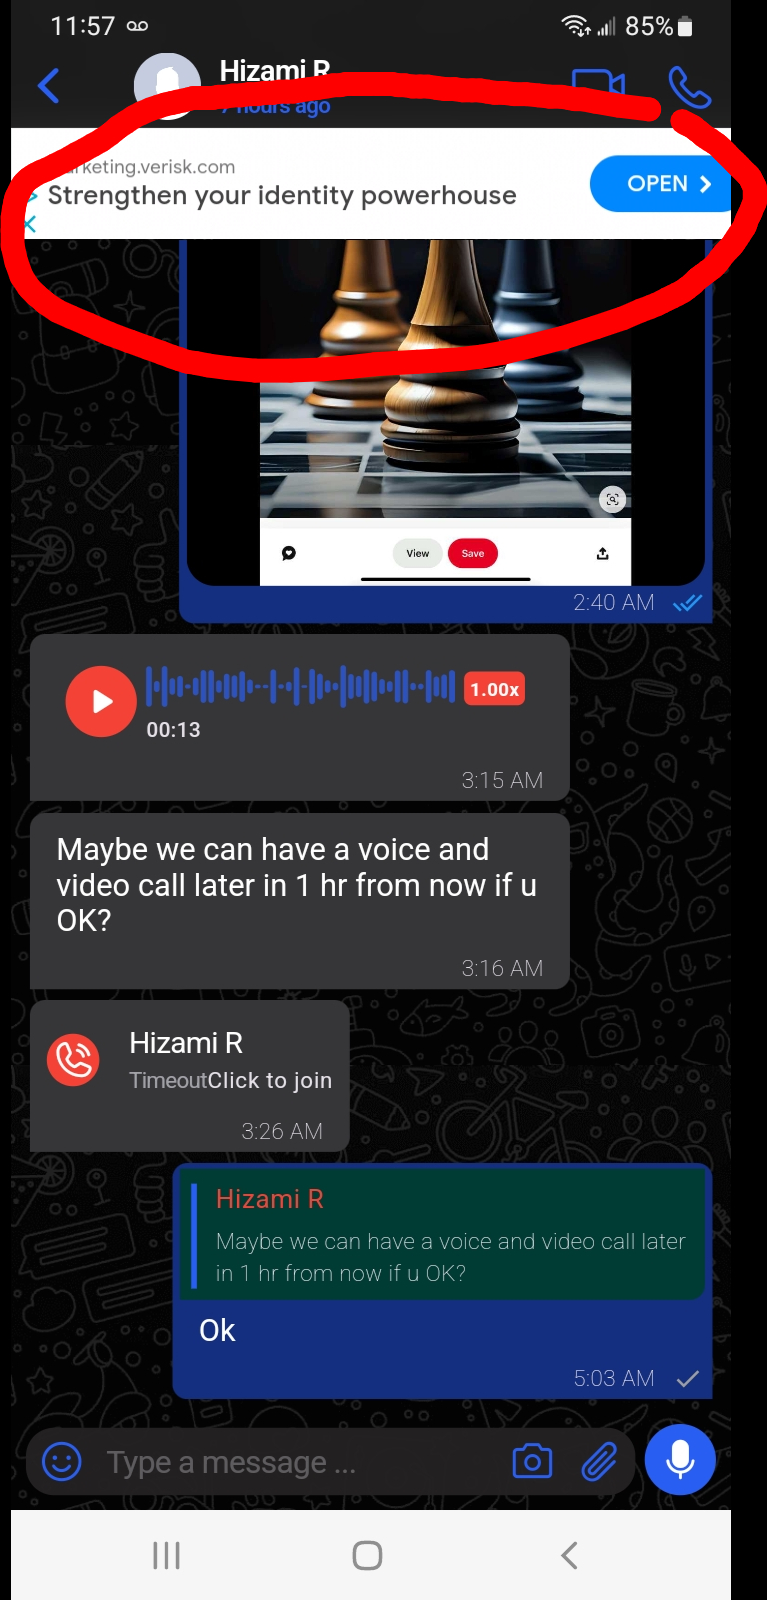 11:57
85%
Hizami R
7 hours ago
marketing.verisk.com
Strengthen your identity powerhouse
OPEN
View
Save
2:40 AM
1.00x
00:13
3:15 AM
Maybe we can have a voice and
video call later in 1 hr from now if u
OK?
3:16 AM
Hizami R
TimeoutClick to join
3:26 AM
Hizami R
Maybe we can have a voice and video call later
in 1 hr from now if u OK?
Ok
5:03 AM
Type a message ...